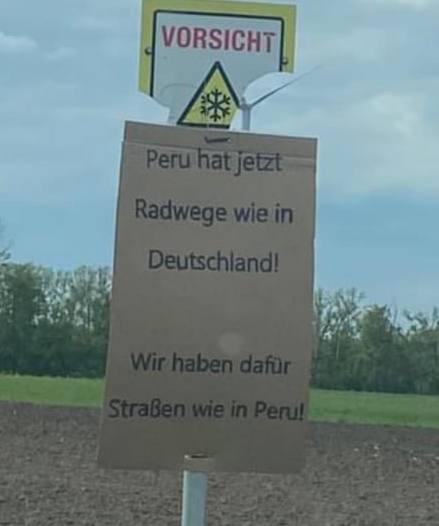 VORSICHT
Peru hat jetzt
Radwege wie in
Deutschland!
Wir haben dafür
Straßen wie in Peru!